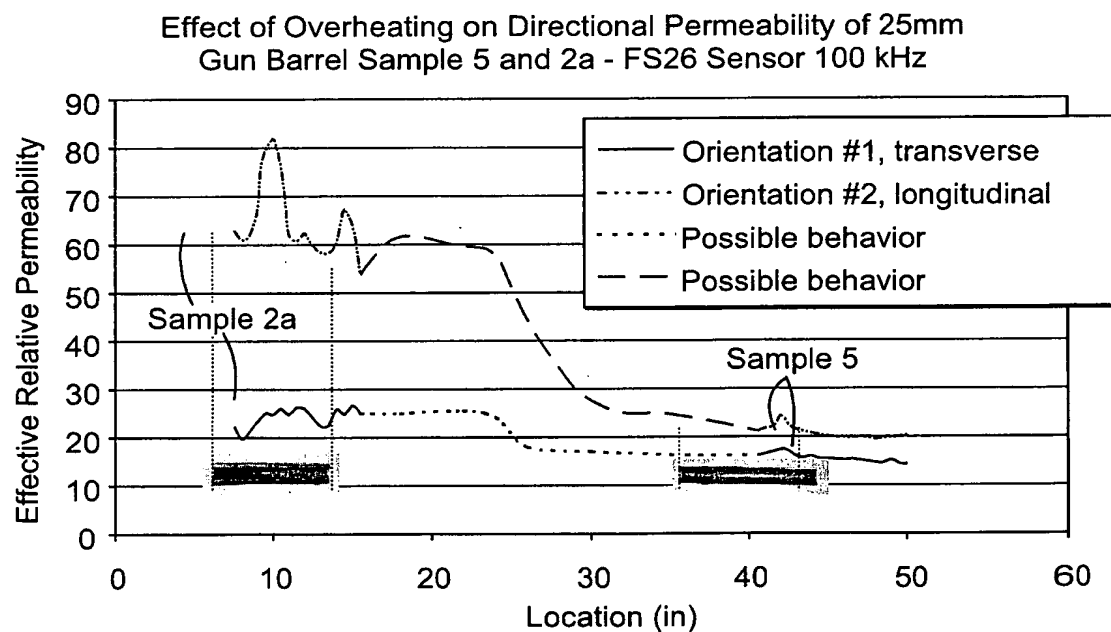 Effect of Overheating on Directional Permeability of 25mm
Gun Barrel Sample 5 and 2a - FS26 Sensor 100 kHz
Effective Relative Permeability
90
80
70
60
50
40
30
20
10
0
Orientation #1, transverse
Orientation #2, longitudinal
Possible behavior
Possible behavior
Sample 2a
Sample 5
0
10
20
30
40
50
60
Location (in)